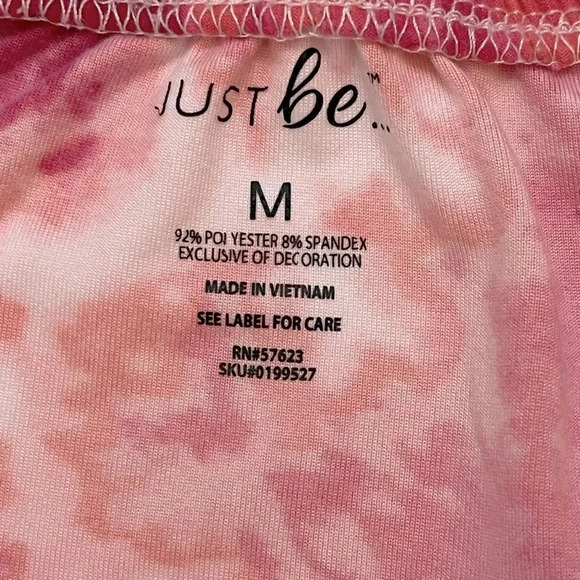 JUST be...™
M
92% POLYESTER 8% SPANDEX
EXCLUSIVE OF DECORATION
MADE IN VIETNAM
SEE LABEL FOR CARE
RN#57623
SKU#0199527